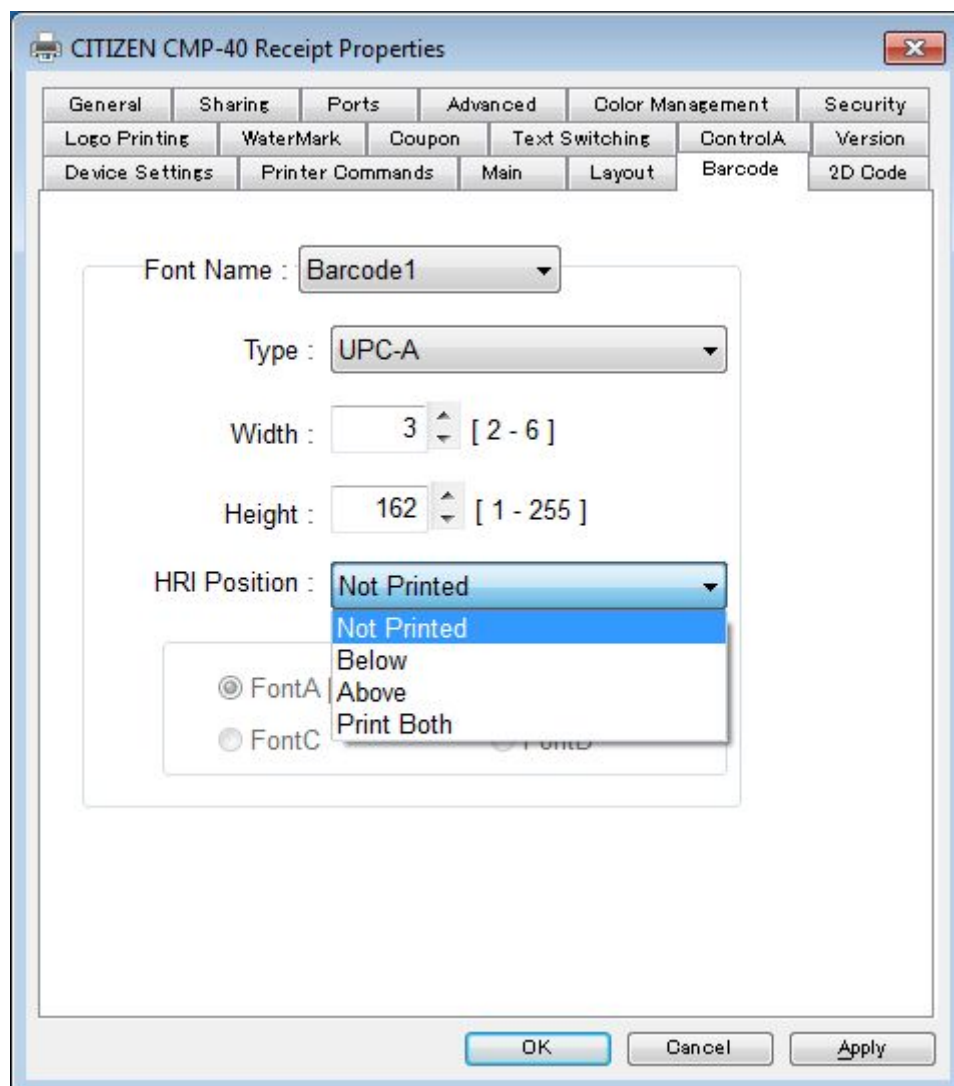 CITIZEN CMP-40 Receipt Properties
General Sharing Ports Advanced Color Management Security
Logo Printing WaterMark Coupon Text Switching ControlA Version
Device Settings Printer Commands Main Layout Barcode 2D Code
Font Name : Barcode1
Type : UPC-A
Width : 3 [ 2 - 6 ]
Height : 162 [ 1 - 255 ]
HRI Position : Not Printed
Not Printed
Below
FontA [
Above
Print Both
FontC
OK Cancel Apply